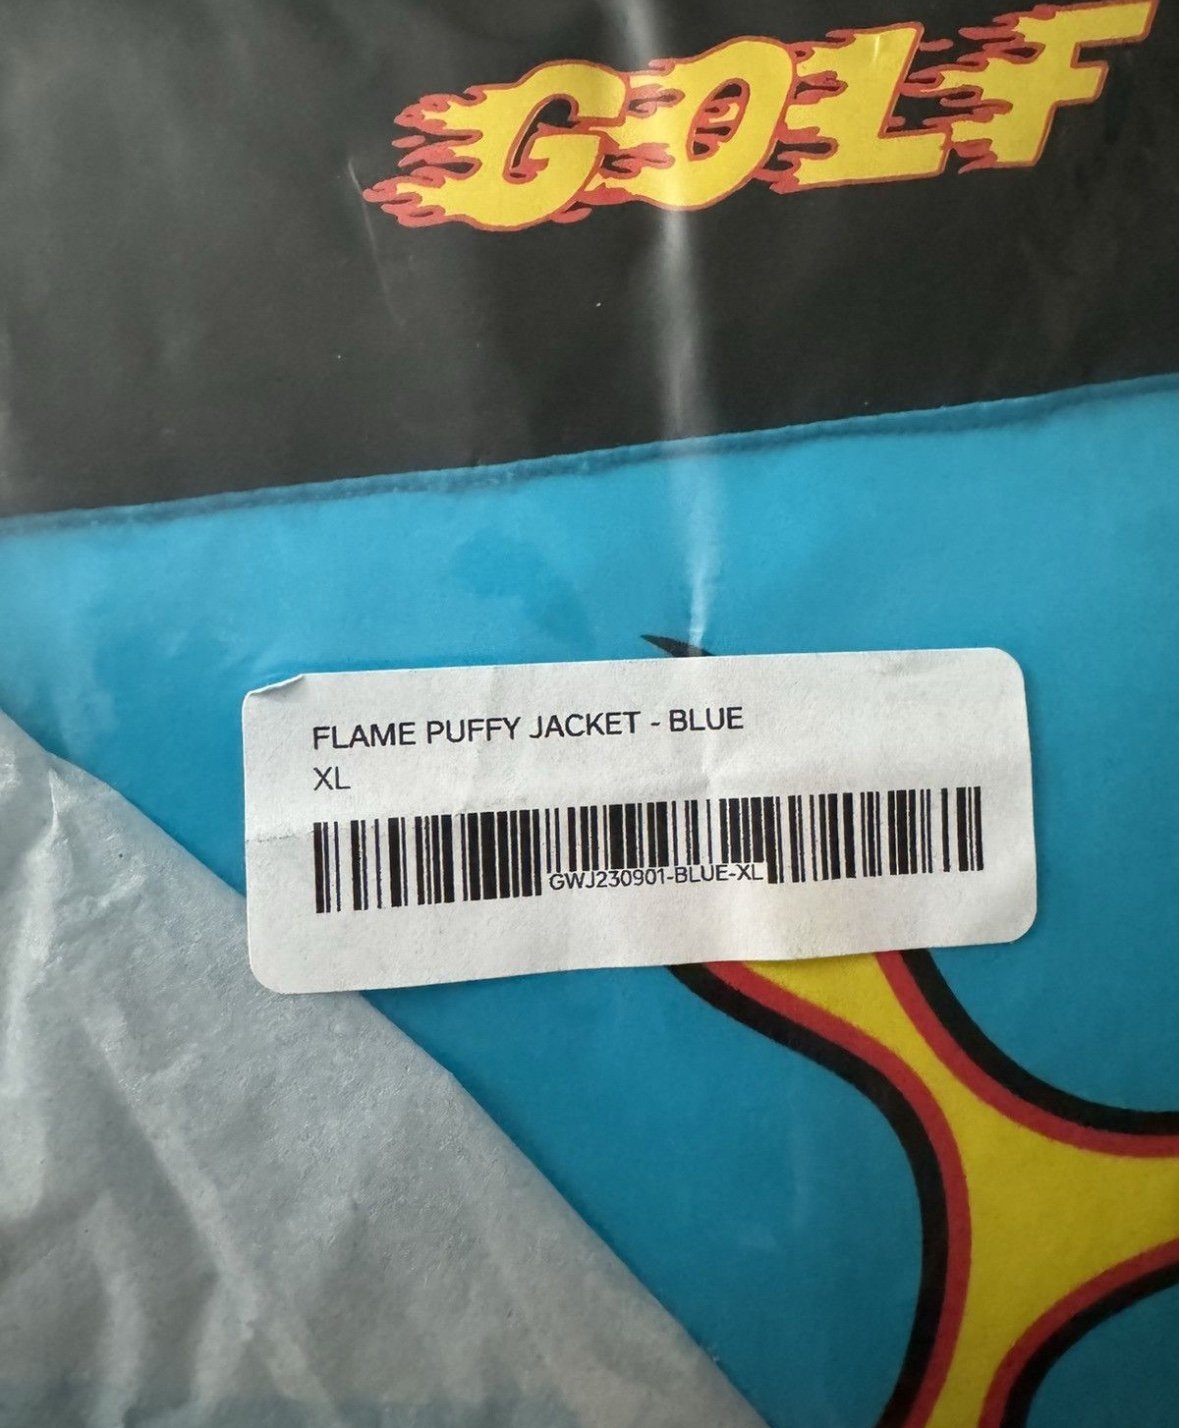 GOLF
FLAME PUFFY JACKET - BLUE
XL
GWJ230901-BLUE-XL